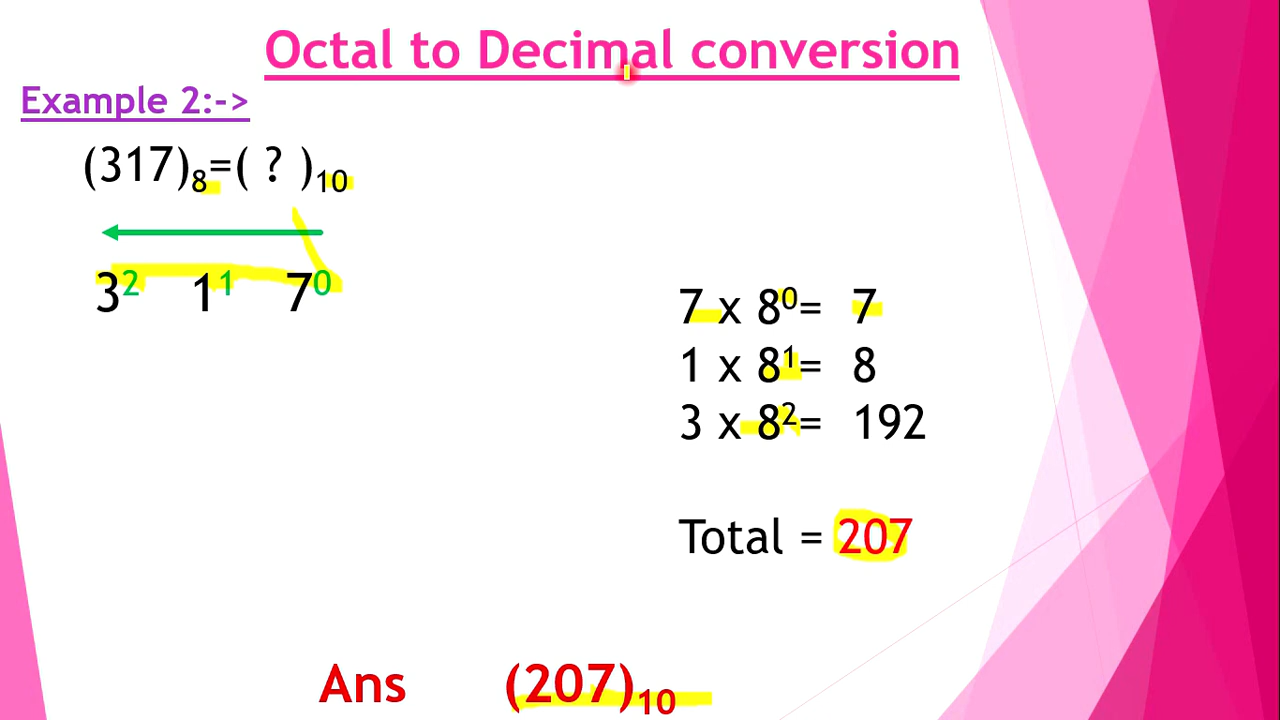 Octal to Decimal conversion
Example 2:->
(317)₈=( ? )₁₀
3² 1¹ 7⁰
7 x 8⁰= 7
1 x 8¹= 8
3 x 8²= 192
Total = 207
Ans (207)₁₀